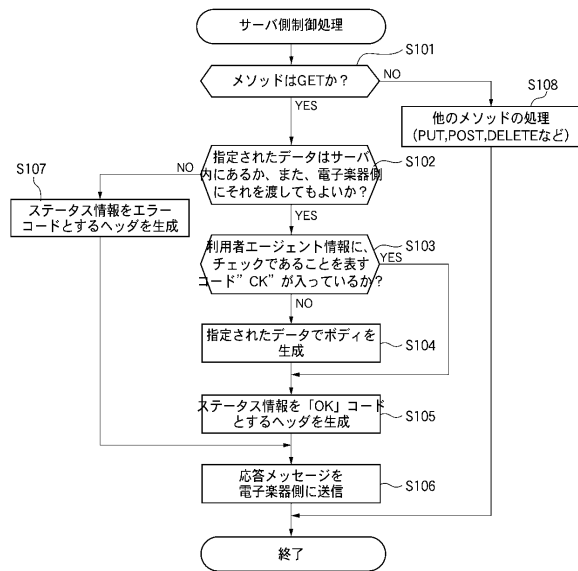 サーバ側制御処理
S101
メソッドはGETか？
NO
YES
S108
他のメソッドの処理
（PUT,POST,DELETEなど）
S102
指定されたデータはサーバ
内にあるか、また、電子楽器側
にそれを渡してもよいか？
NO
YES
S107
ステータス情報をエラー
コードとするヘッダを生成
S103
利用者エージェント情報に、
チェックであることを表す
コード”CK”が入っているか？
YES
NO
指定されたデータでボディを
生成
S104
ステータス情報を「OK」コード
とするヘッダを生成
S105
応答メッセージを
電子楽器側に送信
S106
終了